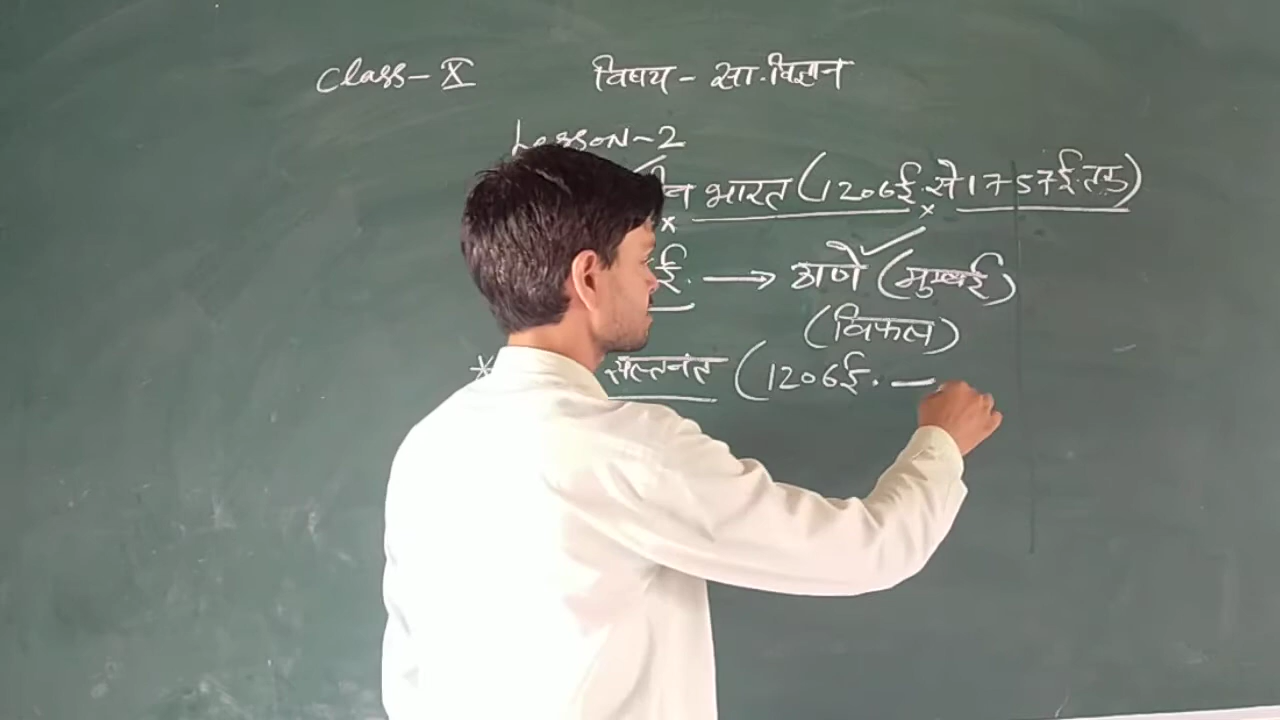 Class-X विषय - सा.विज्ञान
Lesson-2
भारत (1206ई. से 1757ई. तक)
ई. → ठाणे (मुम्बई)
(विफल)
* सल्तनत (1206ई. —